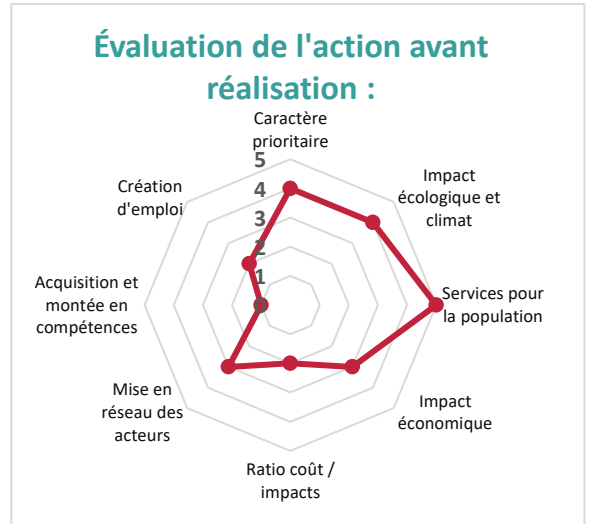 Évaluation de l'action avant
réalisation :
Caractère
prioritaire
Impact
écologique et
climat
Services pour
la population
Impact
économique
Ratio coût /
impacts
Mise en
réseau des
acteurs
Acquisition et
montée en
compétences
Création
d'emploi
5
4
3
2
1
0